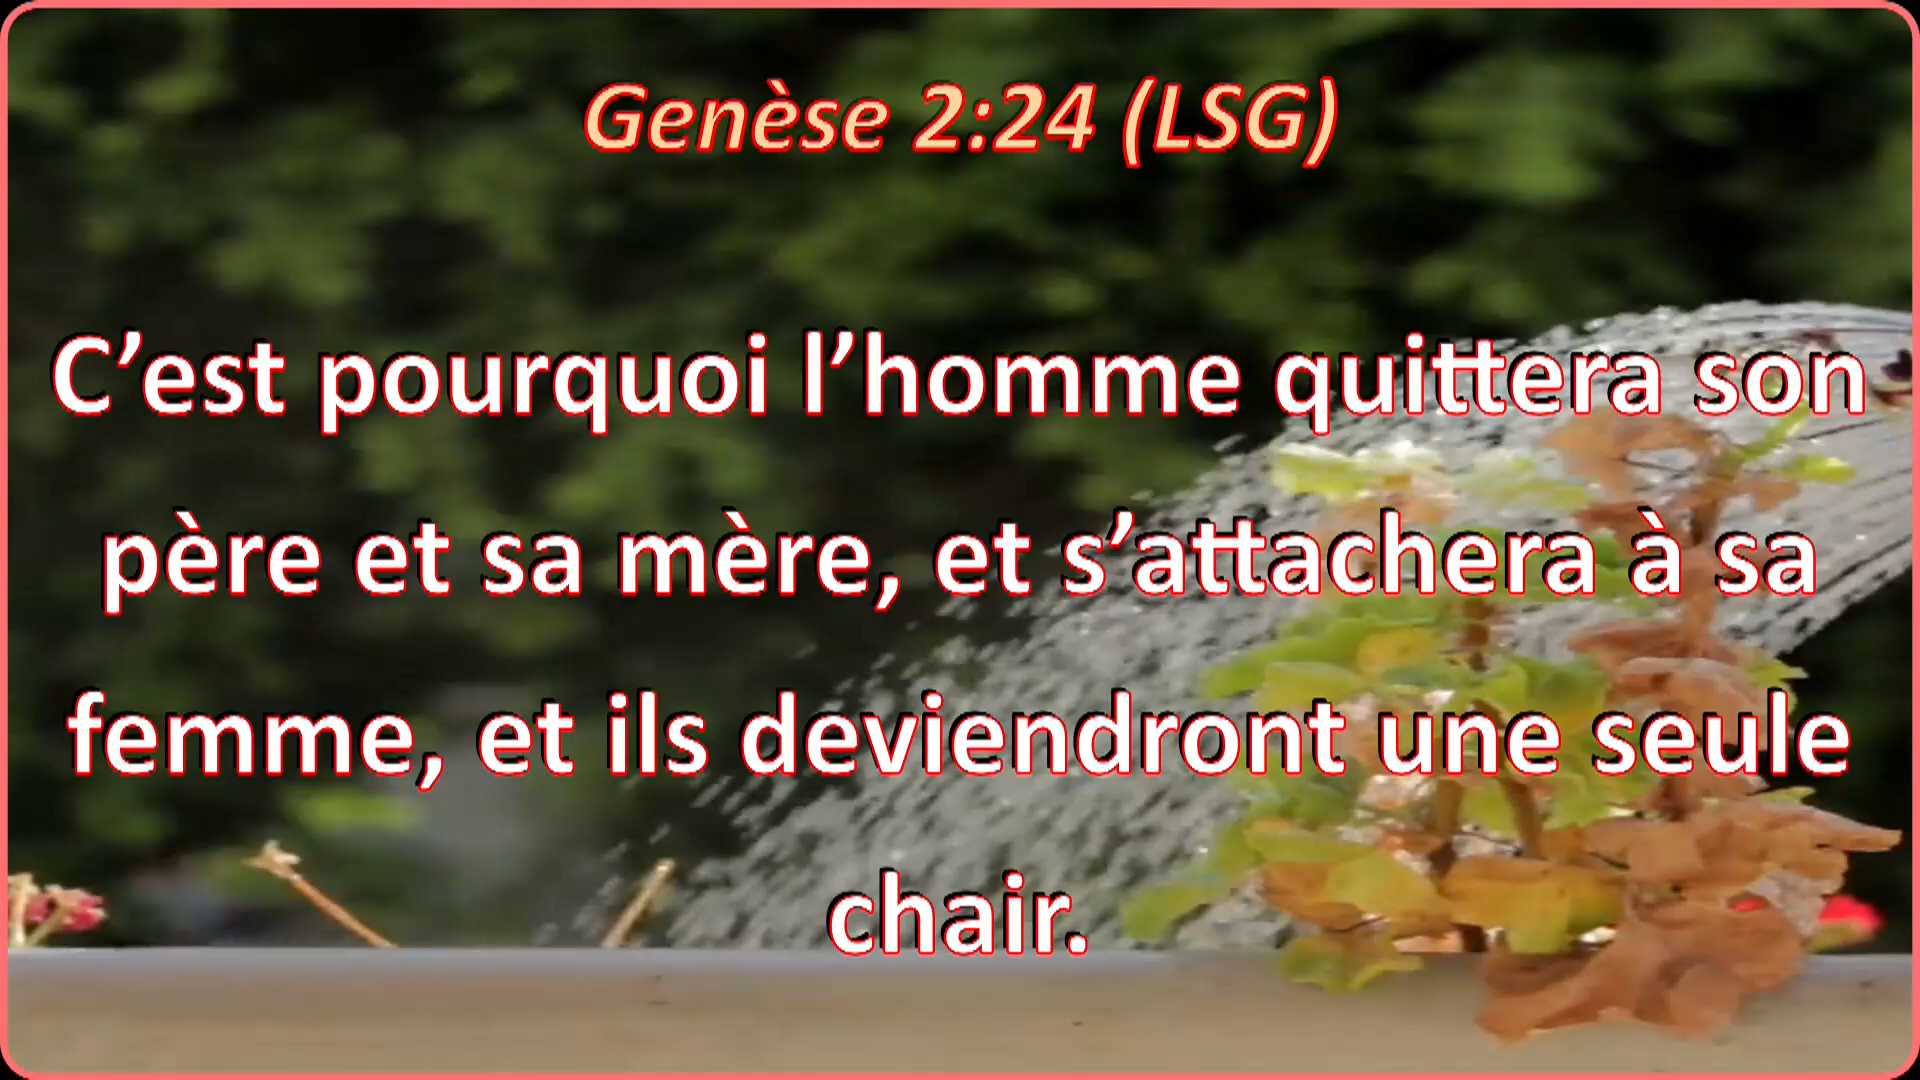 Genèse 2:24 (LSG)
C’est pourquoi l’homme quittera son
père et sa mère, et s’attachera à sa
femme, et ils deviendront une seule
chair.